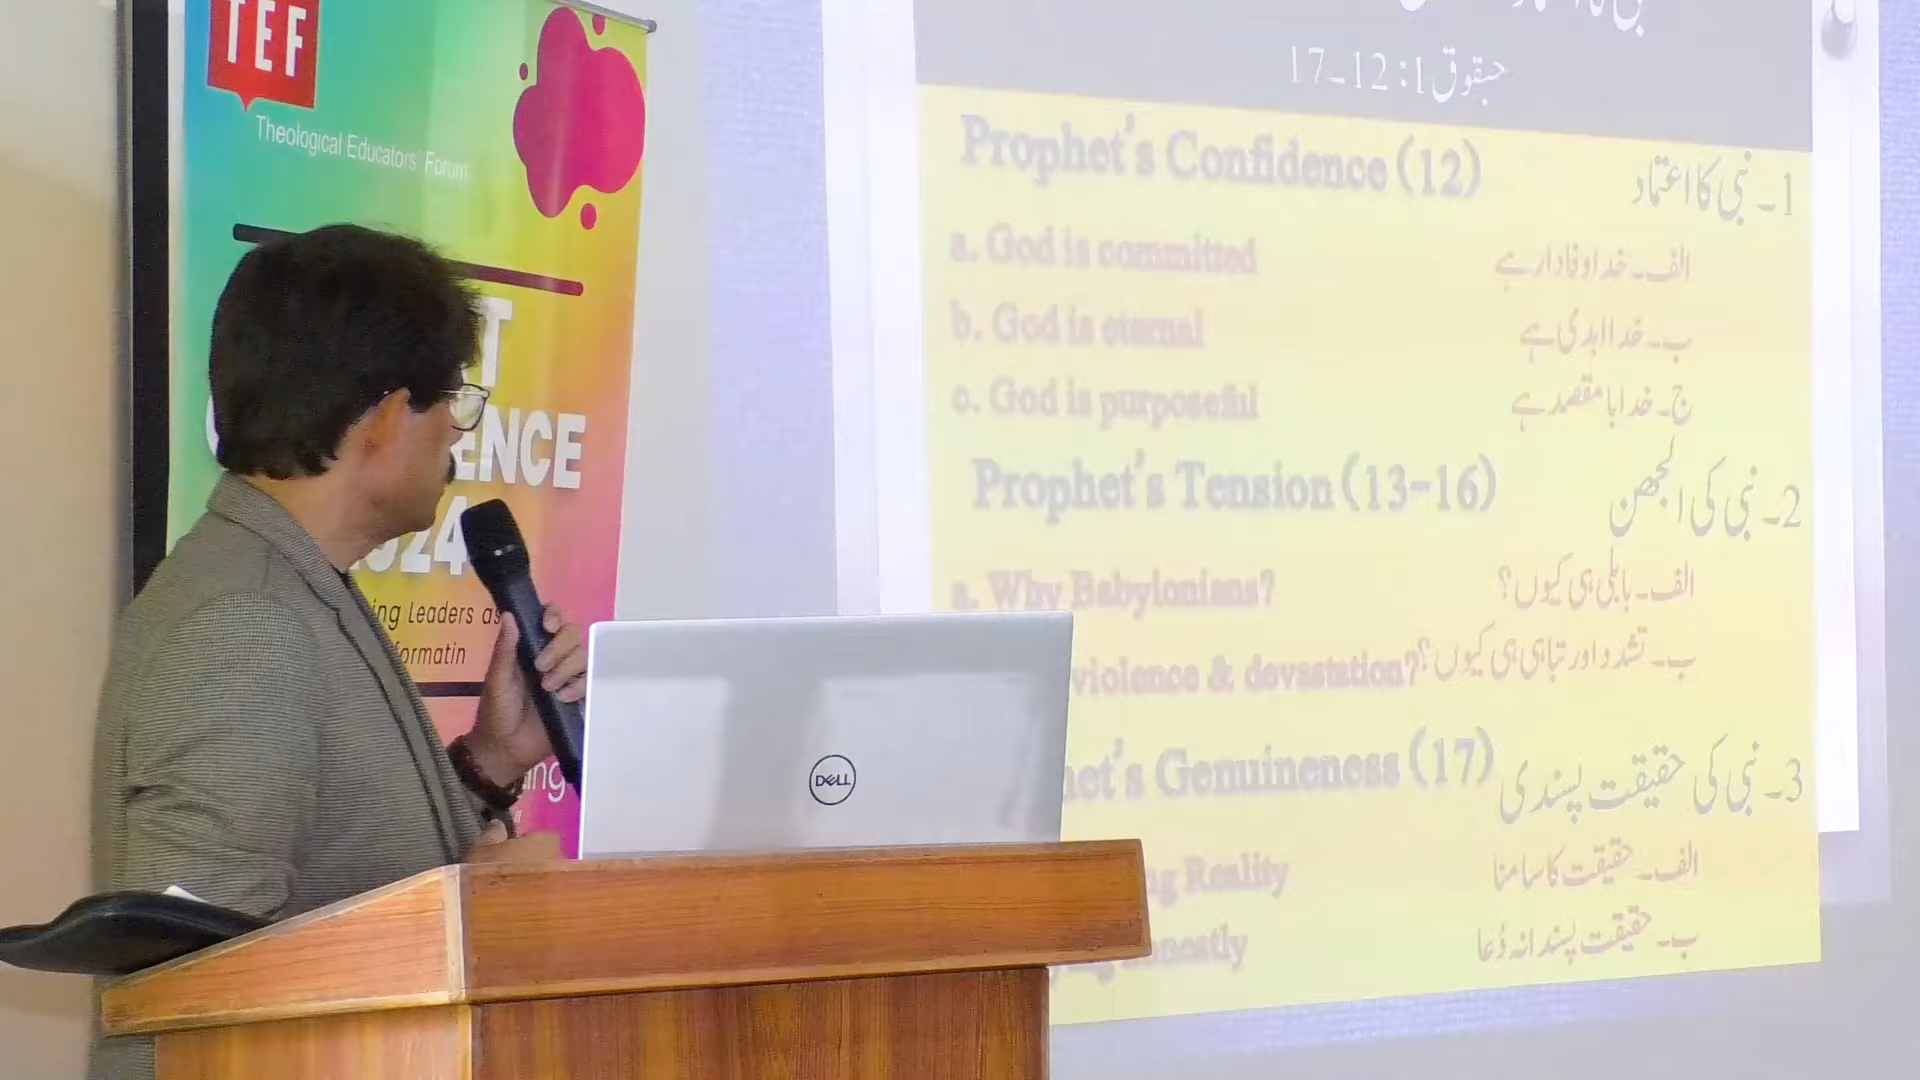 TEF
Theological Educators' Forum
ENCE
2024
ing Leaders as
formatin
DELL
حبقوق 1: 12-17
Prophet's Confidence (12)
1۔ نبی کا اعتماد
a. God is committed
الف۔ خدا وفادار ہے
b. God is eternal
ب۔ خدا ابدی ہے
c. God is purposeful
ج۔ خدا بامقصد ہے
Prophet's Tension (13-16)
2۔ نبی کی الجھن
a. Why Babylonians?
الف۔ بابلی ہی کیوں؟
violence & devastation?
ب۔ تشدد اور تباہی ہی کیوں؟
het's Genuineness (17)
3۔ نبی کی حقیقت پسندی
ng Reality
الف۔ حقیقت کا سامنا
ب۔ حقیقت پسندانہ دُعا